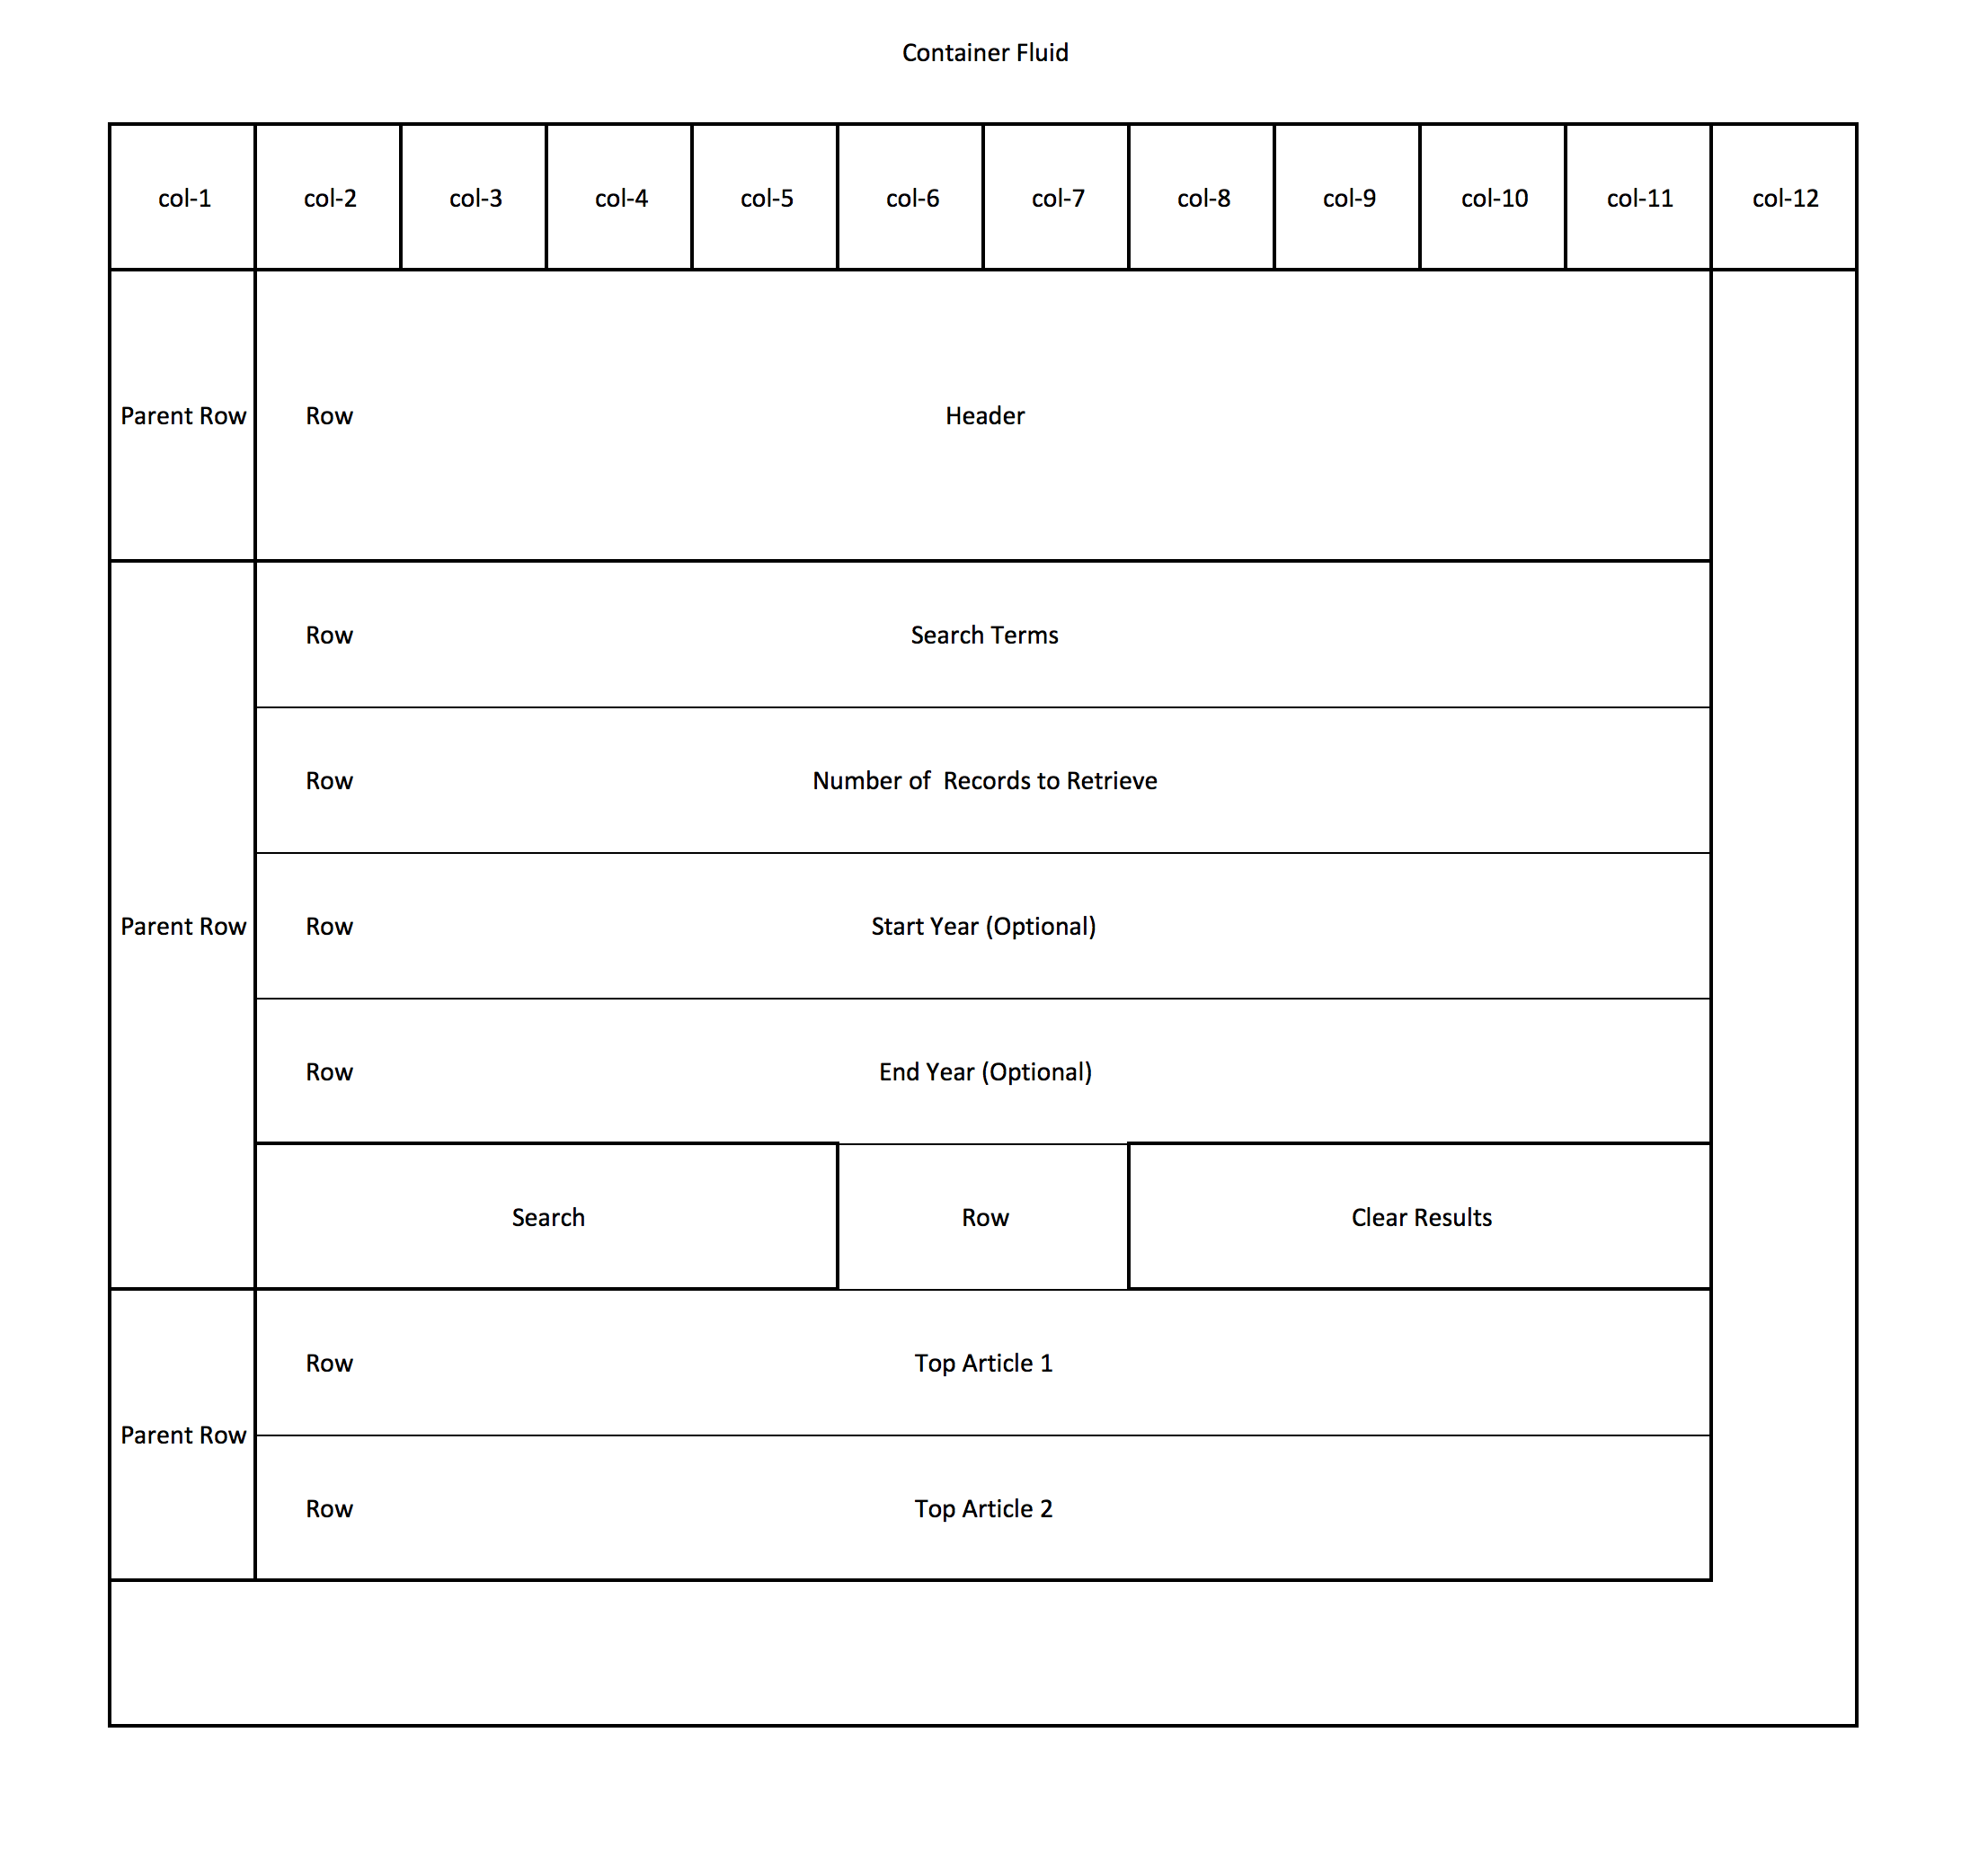 Container Fluid
col-1 col-2 col-3 col-4 col-5 col-6 col-7 col-8 col-9 col-10 col-11 col-12
Parent Row Row Header
Row Search Terms
Row Number of  Records to Retrieve
Parent Row Row Start Year (Optional)
Row End Year (Optional)
Search Row Clear Results
Row Top Article 1
Parent Row
Row Top Article 2